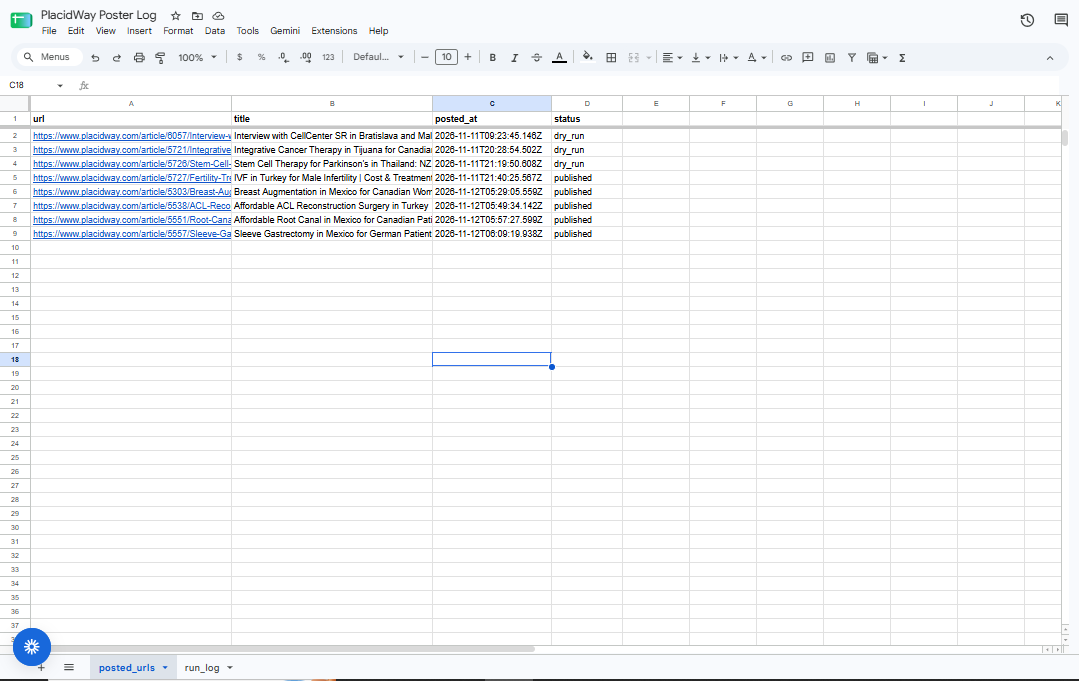 PlacidWay Poster Log
File Edit View Insert Format Data Tools Gemini Extensions Help
Menus 100% $ % .0 .00 123 Defaul... 10 B I A
C18 fx
A B C D E F G H I J K
1 url title posted_at status
2 https://www.placidway.com/article/6057/Interview-w Interview with CellCenter SR in Bratislava and Mal 2026-11-11T09:23:45.146Z dry_run
3 https://www.placidway.com/article/5721/Integrative Integrative Cancer Therapy in Tijuana for Canadia 2026-11-11T20:28:54.502Z dry_run
4 https://www.placidway.com/article/5726/Stem-Cell- Stem Cell Therapy for Parkinson's in Thailand: NZ 2026-11-11T21:19:50.608Z dry_run
5 https://www.placidway.com/article/5727/Fertility-Tre IVF in Turkey for Male Infertility | Cost & Treatment 2026-11-11T21:40:25.567Z published
6 https://www.placidway.com/article/5303/Breast-Aug Breast Augmentation in Mexico for Canadian Wom 2026-11-12T05:29:05.559Z published
7 https://www.placidway.com/article/5538/ACL-Reco Affordable ACL Reconstruction Surgery in Turkey 2026-11-12T05:49:34.142Z published
8 https://www.placidway.com/article/5551/Root-Cana Affordable Root Canal in Mexico for Canadian Pati 2026-11-12T05:57:27.599Z published
9 https://www.placidway.com/article/5557/Sleeve-Ga Sleeve Gastrectomy in Mexico for German Patient 2026-11-12T06:09:19.938Z published
10
11
12
13
14
15
16
17
18
19
20
21
22
23
24
25
26
27
28
29
30
31
32
33
34
35
36
37
posted_urls run_log